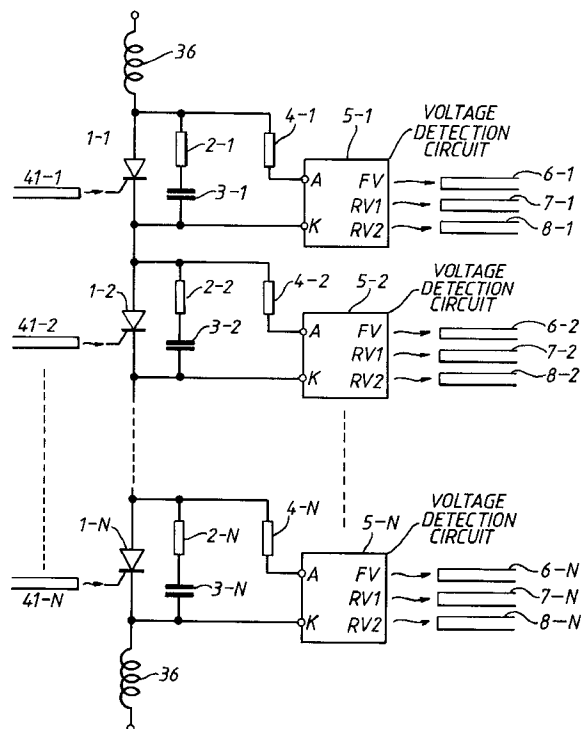 36
4-1
5-1
VOLTAGE
DETECTION
CIRCUIT
1-1
2-1
41-1
3-1
A
FV
6-1
RV1
7-1
K
RV2
8-1
4-2
5-2
VOLTAGE
DETECTION
CIRCUIT
1-2
2-2
41-2
3-2
A
FV
6-2
RV1
7-2
K
RV2
8-2
4-N
5-N
VOLTAGE
DETECTION
CIRCUIT
1-N
2-N
41-N
3-N
A
FV
6-N
RV1
7-N
K
RV2
8-N
36